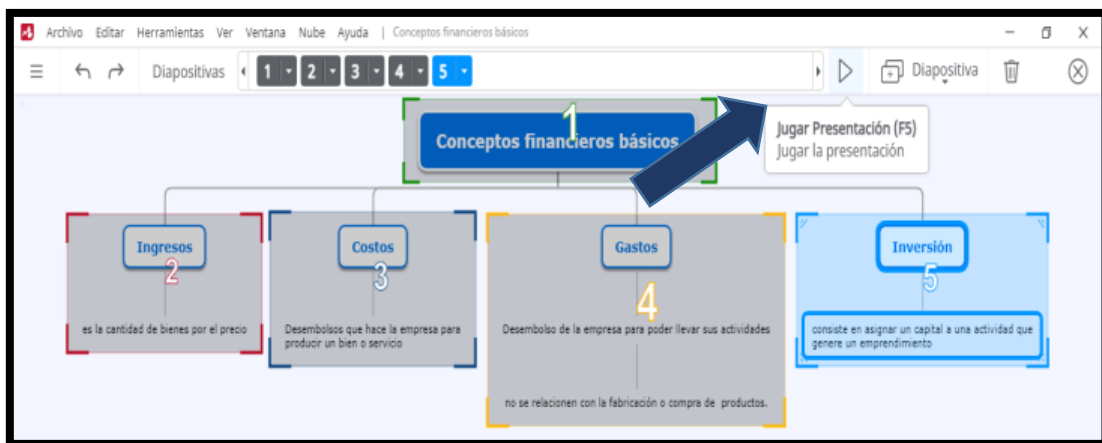 Archivo Editar Herramientas Ver Ventana Nube Ayuda | Conceptos financieros básicos
Diapositivas 1 2 3 4 5 Diapositiva
Jugar Presentación (F5)
Jugar la presentación
1
Conceptos financieros básicos
Ingresos
2
es la cantidad de bienes por el precio
Costos
3
Desembolsos que hace la empresa para
producir un bien o servicio
Gastos
4
Desembolso de la empresa para poder llevar sus actividades
no se relacionen con la fabricación o compra de productos.
Inversión
5
consiste en asignar un capital a una actividad que
genere un emprendimiento